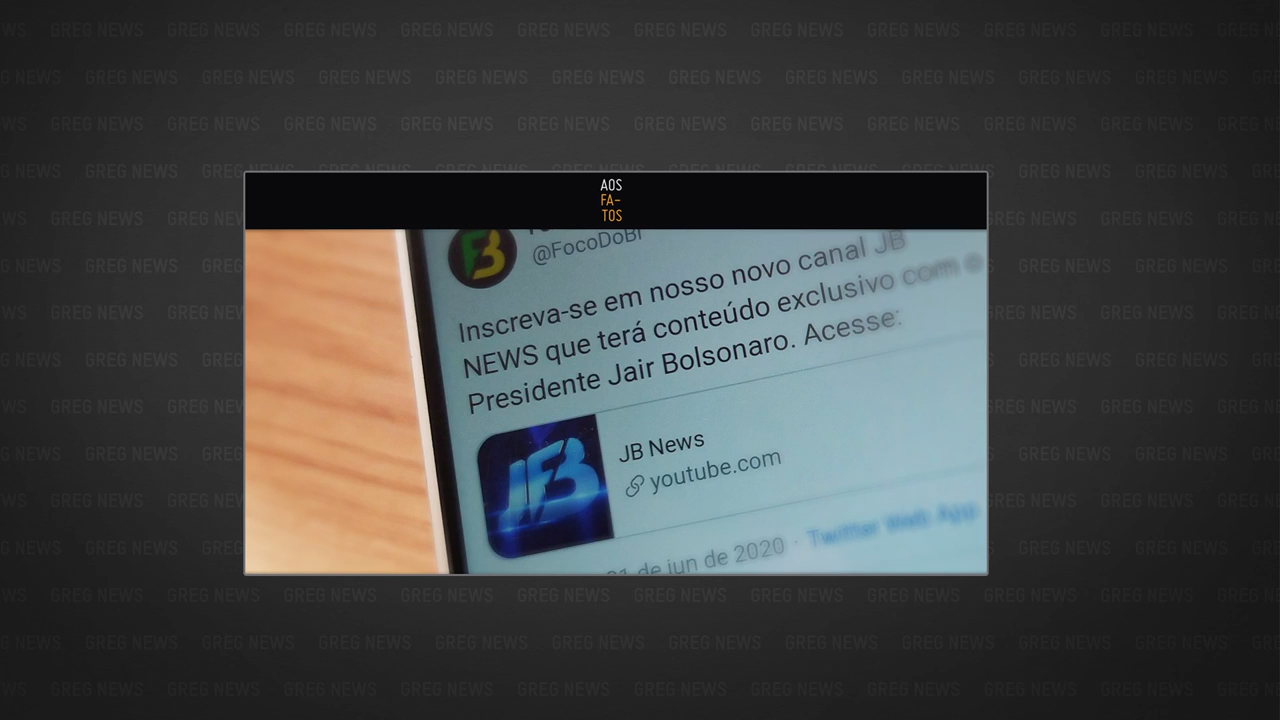 AOS
FA-
TOS
@FocoDoBr
Inscreva-se em nosso novo canal JB
NEWS que terá conteúdo exclusivo com o
Presidente Jair Bolsonaro. Acesse:
JB News
youtube.com
de jun de 2020 · Twitter Web App
GREG NEWS